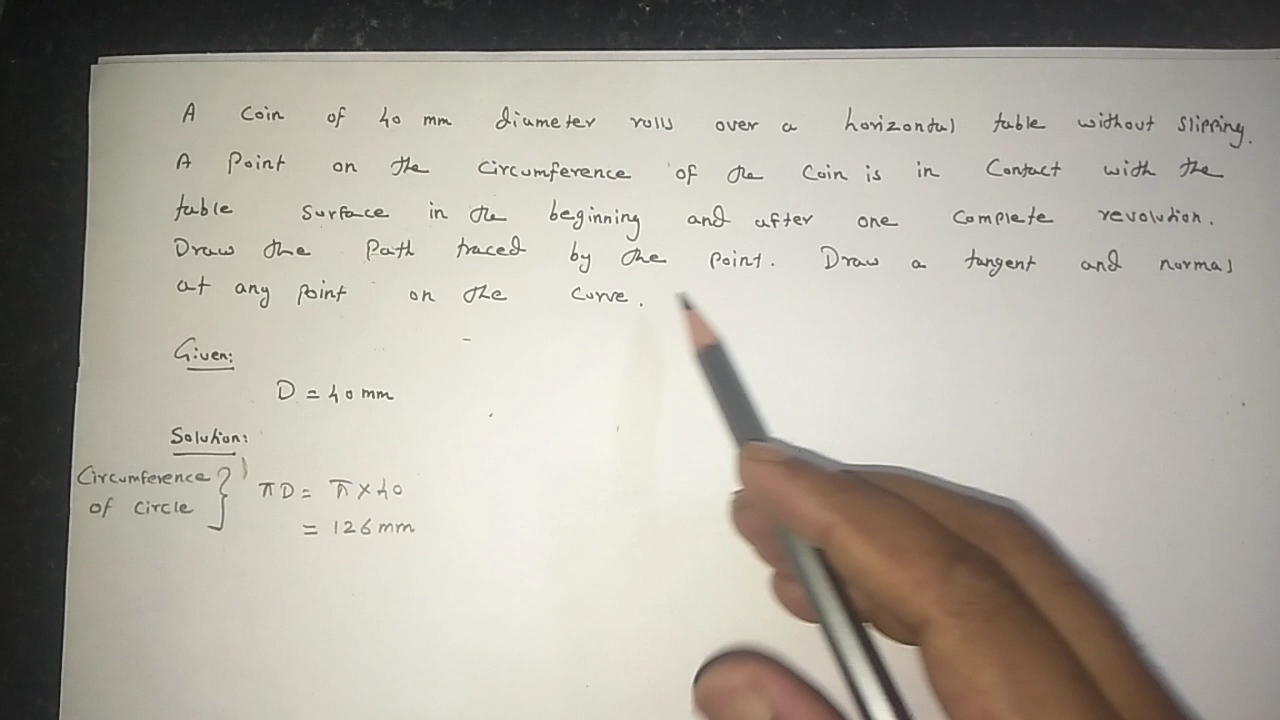 A Coin of 40 mm diameter rolls over a horizontal table without slipping.
A Point on the Circumference of the Coin is in Contact with the
table Surface in the beginning and after one Complete revolution.
Draw the Path traced by the point. Draw a tangent and normal
at any point on the Curve.
Given:
D = 40 mm
Solution:
Circumference of Circle } πD = π × 40
= 126 mm